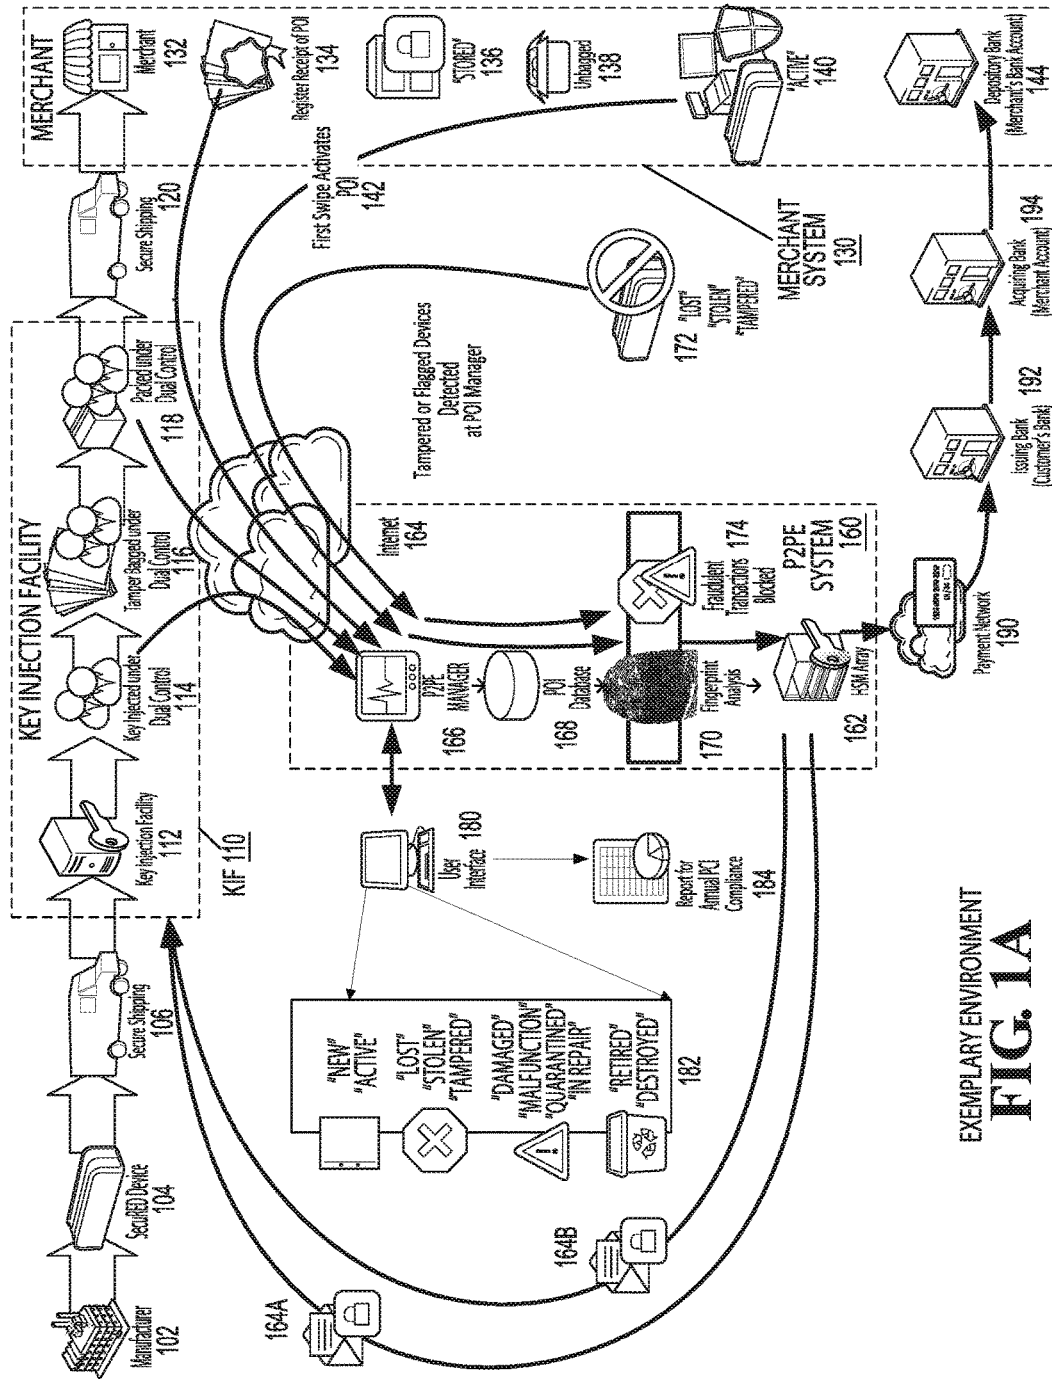 KEY INJECTION FACILITY
MERCHANT
Manufacturer
102
SecuRED Device
104
Secure Shipping
106
Key Injection Facility
112
Key Injected under
Dual Control
114
Tamper Bagged under
Dual Control
116
Packed under
Dual Control
118
Secure Shipping
120
Merchant
132
KIF 110
Register Receipt of POI
134
"STORED"
136
Unbagged
138
"ACTIVE"
140
Depository Bank
(Merchant's Bank Account)
144
First Swipe Activates
POI
142
MERCHANT
SYSTEM
130
172 "LOST"
"STOLEN"
"TAMPERED"
Tampered or Flagged Devices
Detected
at POI Manager
Internet
164
P2PE
MANAGER
166
POI
Database
168
Fingerprint
Analysis
170
Fraudulent
Transactions
Blocked
174
P2PE
SYSTEM
160
HSM Array
162
User
Interface
180
Report for
Annual PCI
Compliance
184
"NEW"
"ACTIVE"
"LOST"
"STOLEN"
"TAMPERED"
"DAMAGED"
"MALFUNCTION"
"QUARANTINED"
"IN REPAIR"
"RETIRED"
"DESTROYED"
182
164A
164B
Payment Network
190
Issuing Bank
(Customer's Bank)
192
Acquiring Bank
(Merchant Account)
194
EXEMPLARY ENVIRONMENT
FIG. 1A